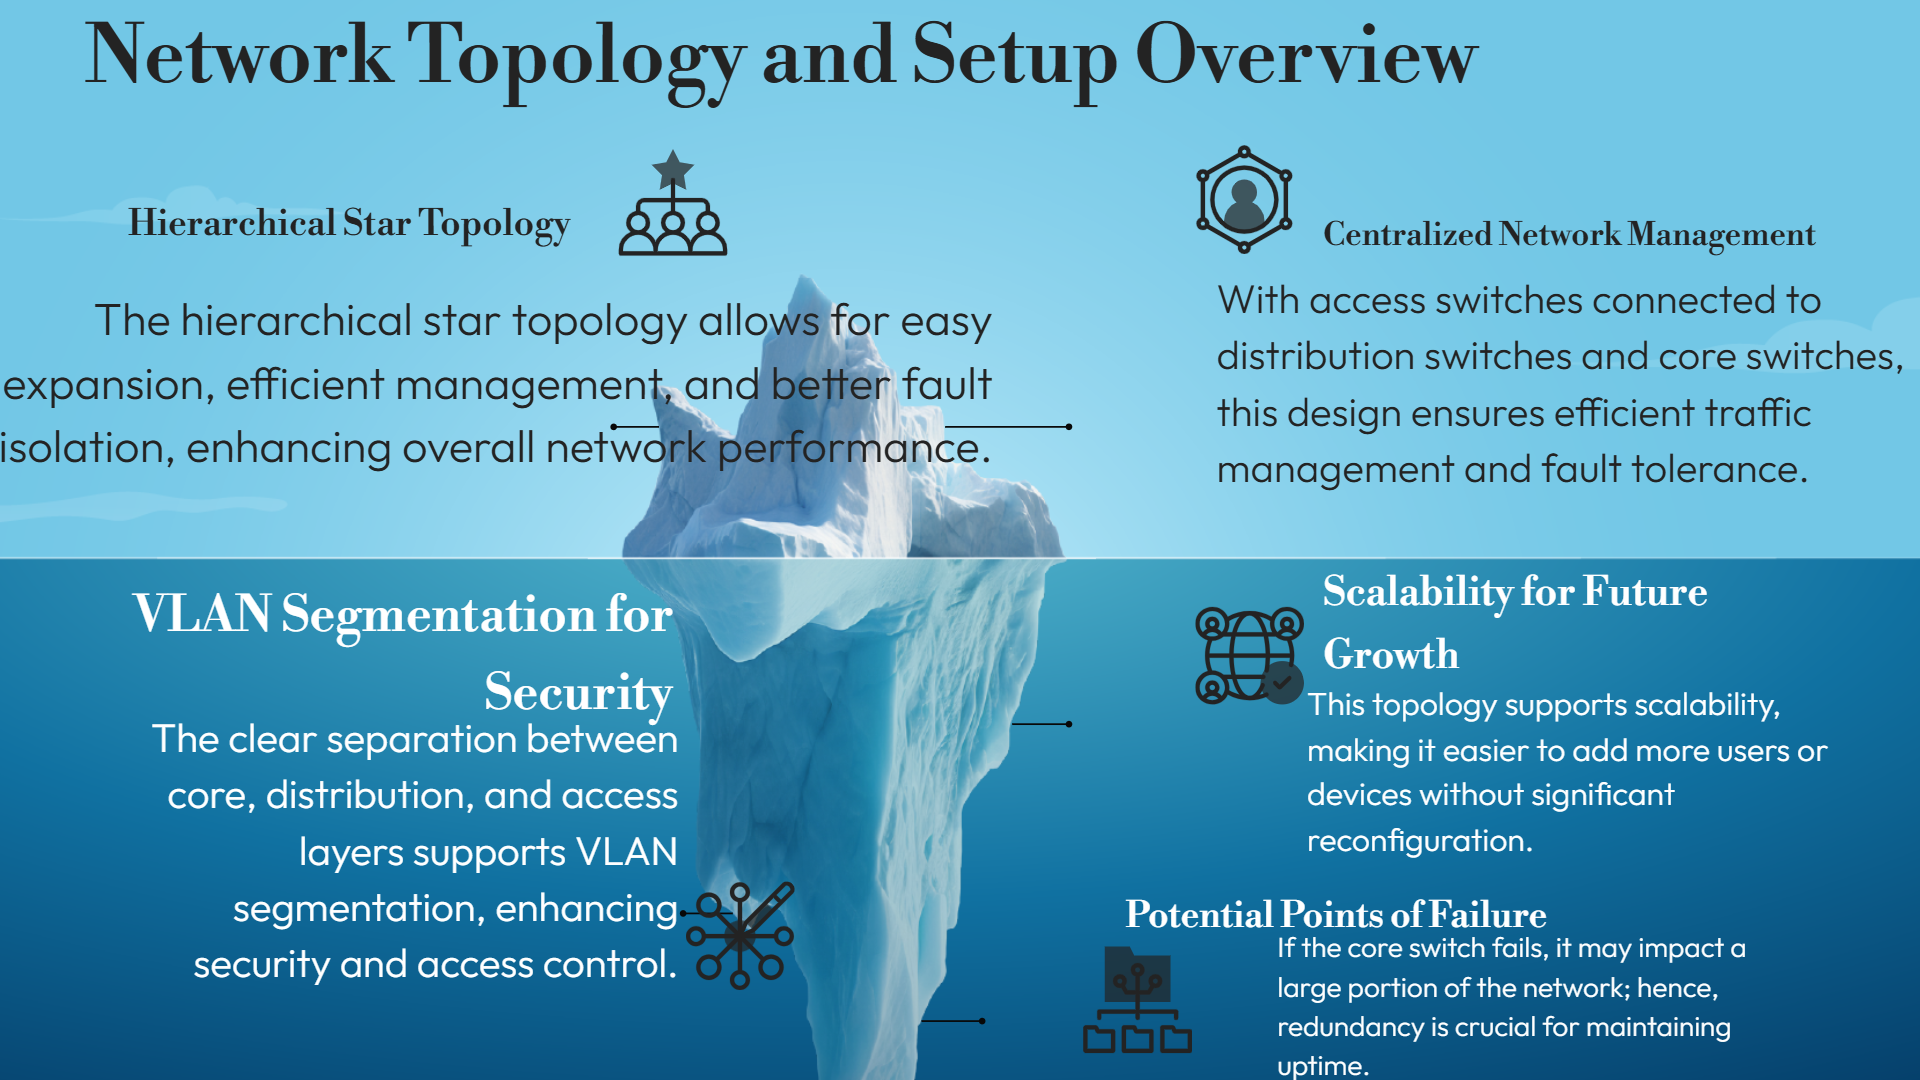 Network Topology and Setup Overview
Hierarchical Star Topology
The hierarchical star topology allows for easy
expansion, efficient management, and better fault
isolation, enhancing overall network performance.
Centralized Network Management
With access switches connected to
distribution switches and core switches,
this design ensures efficient traffic
management and fault tolerance.
VLAN Segmentation for
Security
The clear separation between
core, distribution, and access
layers supports VLAN
segmentation, enhancing
security and access control.
Scalability for Future
Growth
This topology supports scalability,
making it easier to add more users or
devices without significant
reconfiguration.
Potential Points of Failure
If the core switch fails, it may impact a
large portion of the network; hence,
redundancy is crucial for maintaining
uptime.